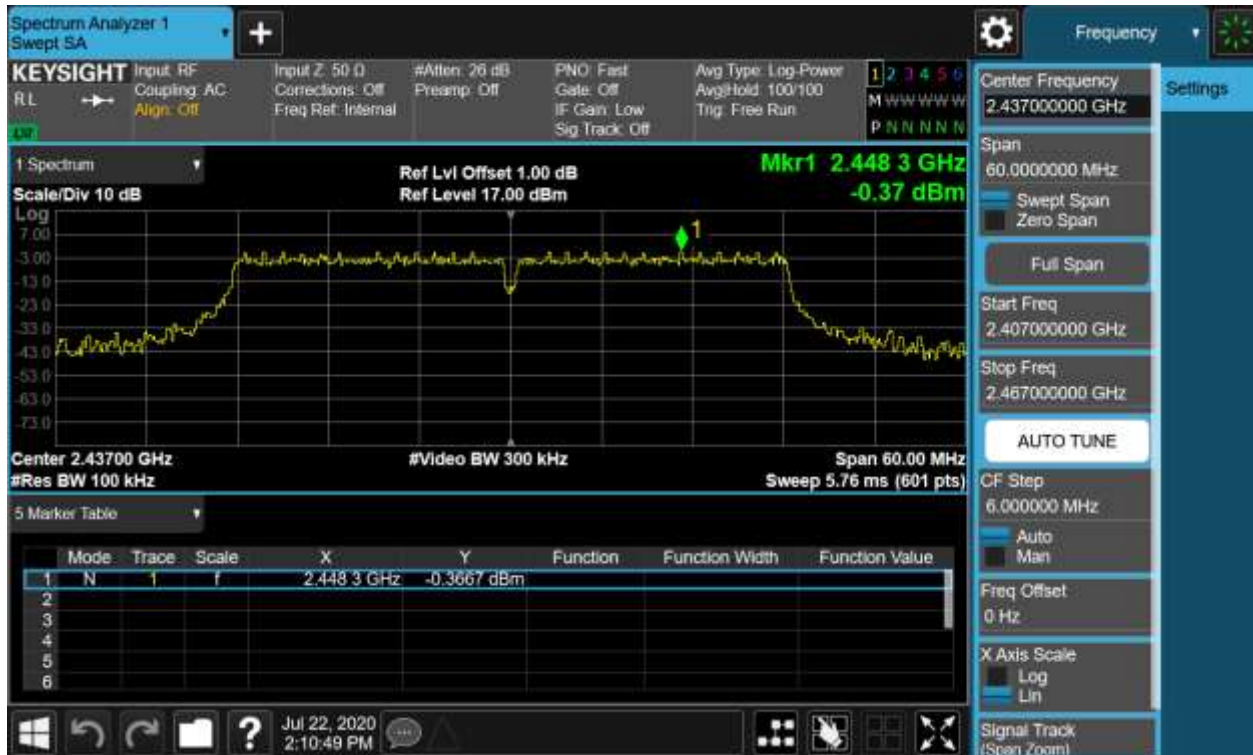 Spectrum Analyzer 1
Swept SA
+
Frequency
KEYSIGHT
RL
Input: RF
Coupling: AC
Align: Off
Input Z: 50 Ω
Corrections: Off
Freq Ref: Internal
#Atten: 26 dB
Preamp: Off
PNO: Fast
Gate: Off
IF Gain: Low
Sig Track: Off
Avg Type: Log-Power
Avg|Hold: 100/100
Trig: Free Run
1 2 3 4 5 6
M W W W W W
P N N N N N
1 Spectrum
Scale/Div 10 dB
Ref Lvl Offset 1.00 dB
Ref Level 17.00 dBm
Mkr1 2.448 3 GHz
-0.37 dBm
Log
7.00
-3.00
-13.0
-23.0
-33.0
-43.0
-53.0
-63.0
-73.0
1
Center 2.43700 GHz
#Video BW 300 kHz
Span 60.00 MHz
#Res BW 100 kHz
Sweep 5.76 ms (601 pts)
5 Marker Table
Mode Trace Scale X Y Function Function Width Function Value
1 N 1 f 2.448 3 GHz -0.3667 dBm
2
3
4
5
6
Jul 22, 2020
2:10:49 PM
Center Frequency
2.437000000 GHz
Settings
Span
60.0000000 MHz
Swept Span
Zero Span
Full Span
Start Freq
2.407000000 GHz
Stop Freq
2.467000000 GHz
AUTO TUNE
CF Step
6.000000 MHz
Auto
Man
Freq Offset
0 Hz
X Axis Scale
Log
Lin
Signal Track
(Span Zoom)